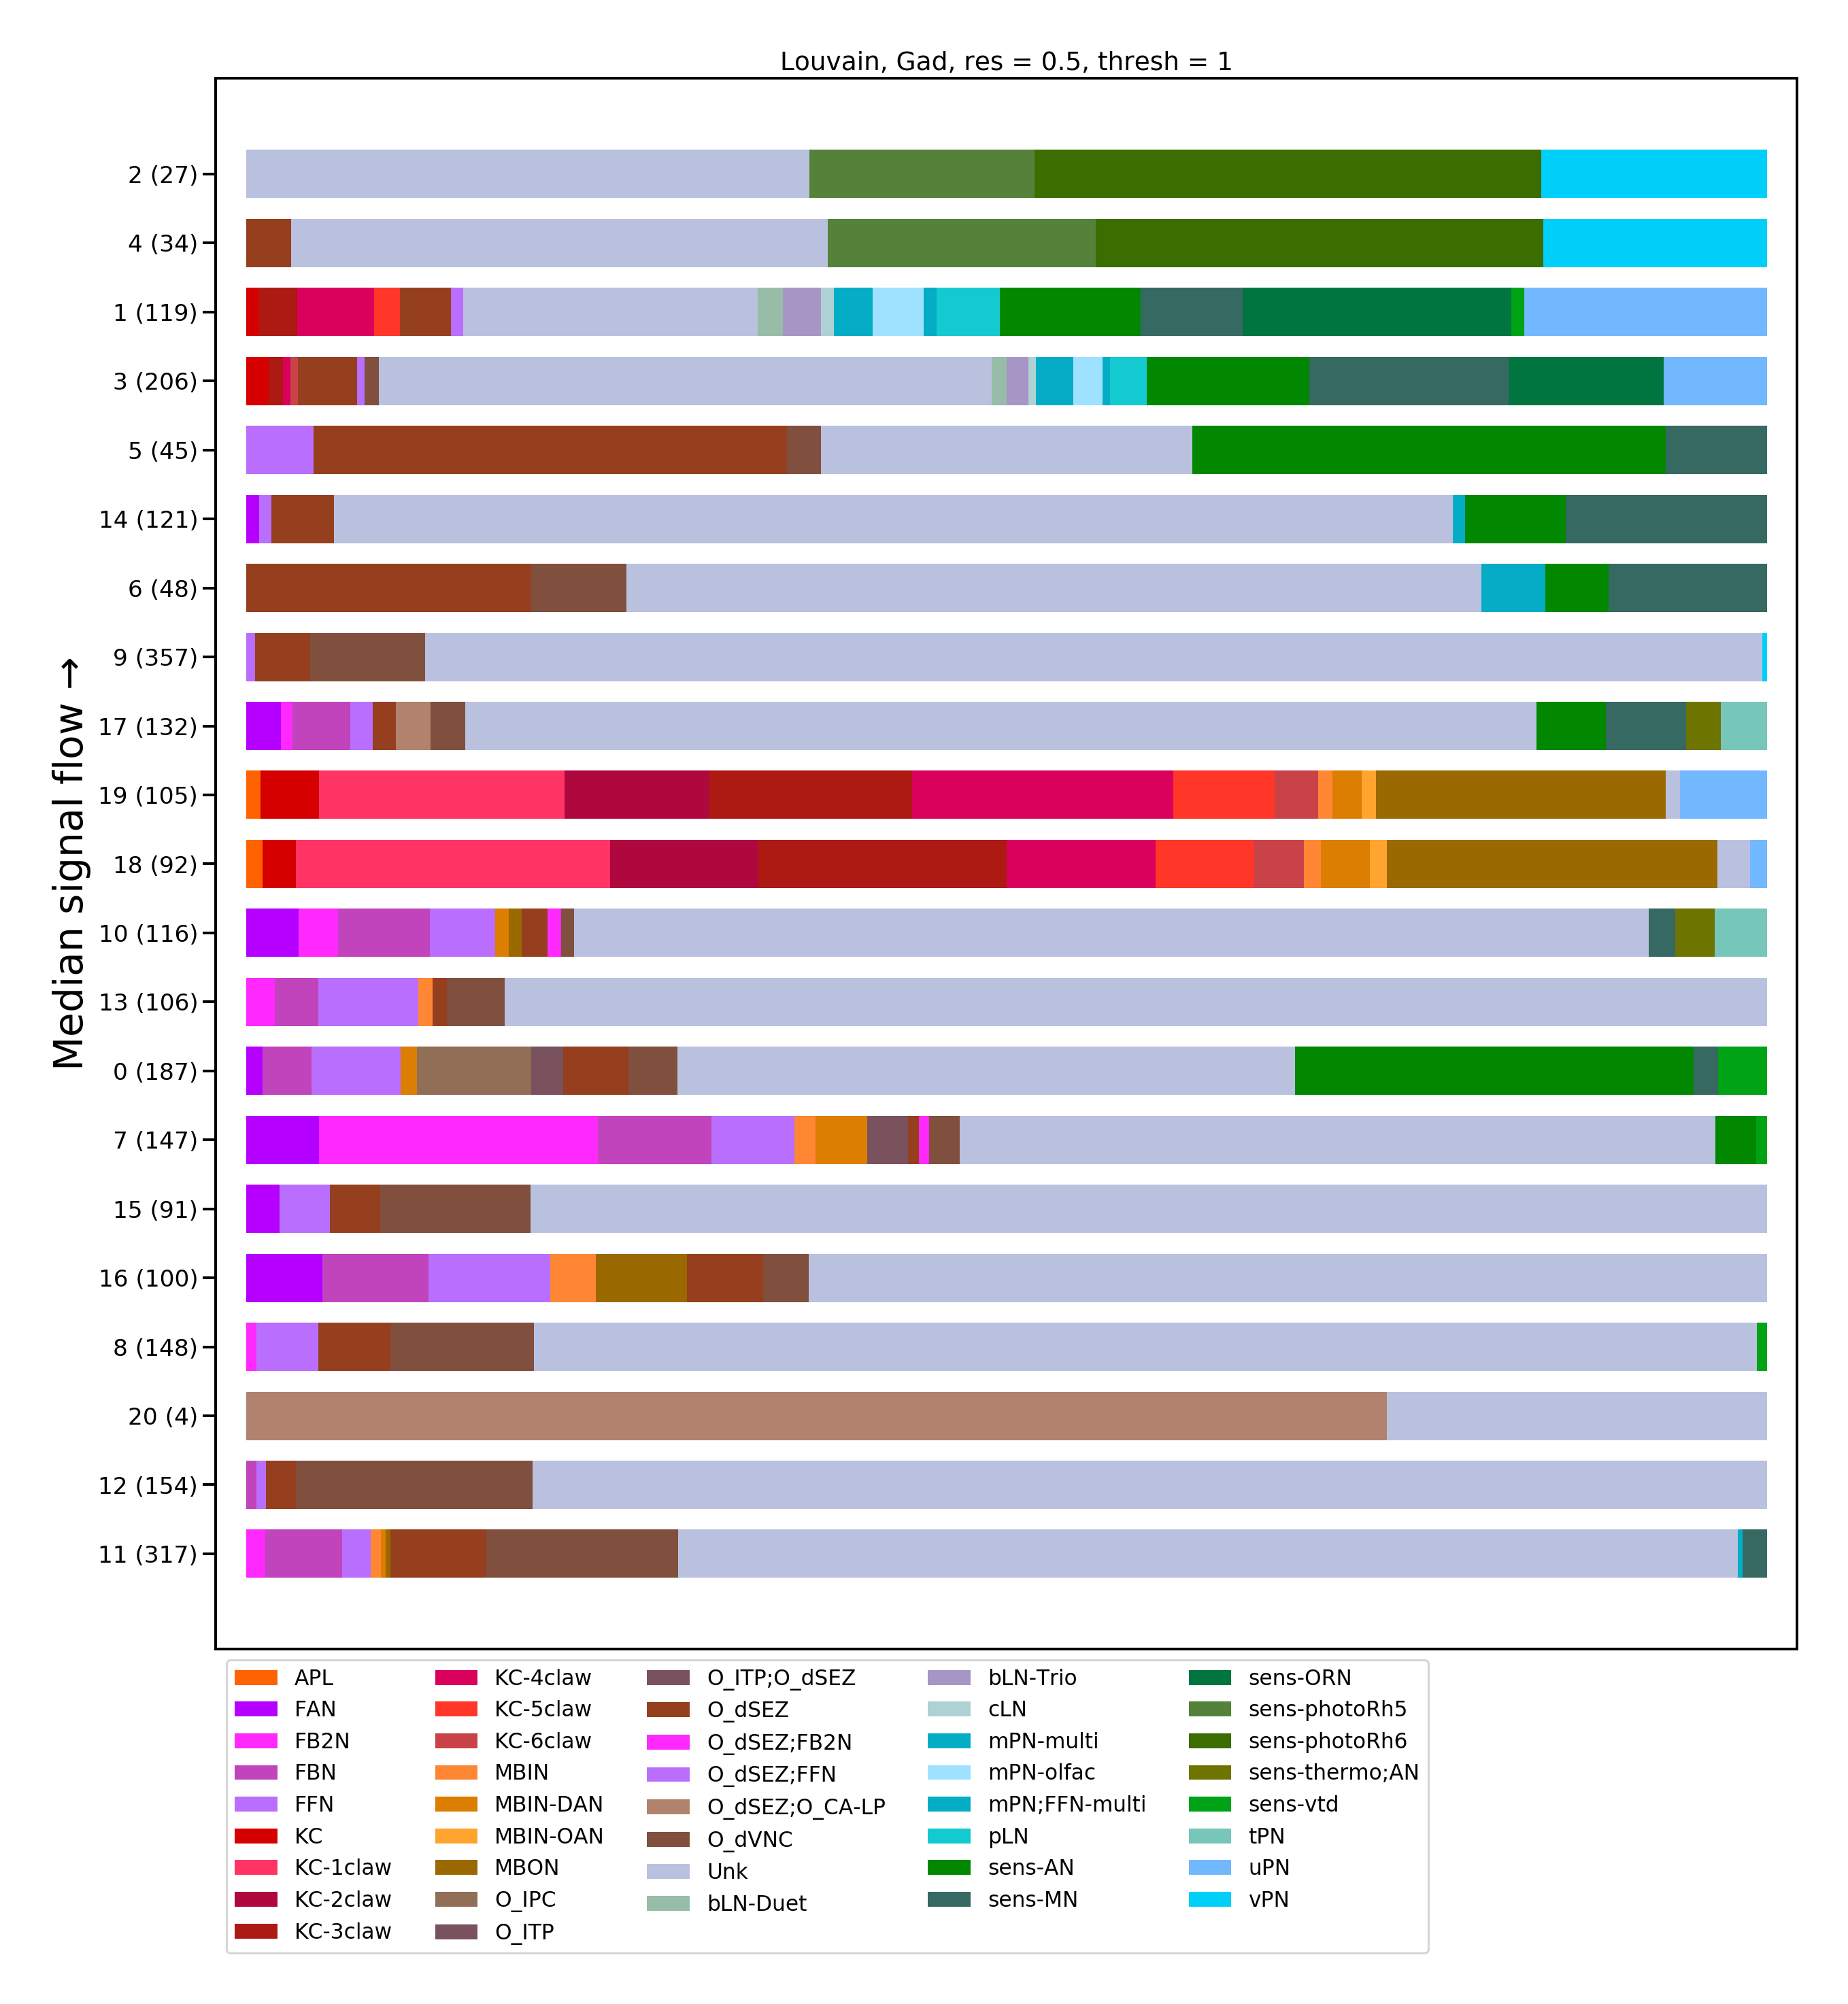 Louvain, Gad, res = 0.5, thresh = 1
Median signal flow →
2 (27)
4 (34)
1 (119)
3 (206)
5 (45)
14 (121)
6 (48)
9 (357)
17 (132)
19 (105)
18 (92)
10 (116)
13 (106)
0 (187)
7 (147)
15 (91)
16 (100)
8 (148)
20 (4)
12 (154)
11 (317)
APL
FAN
FB2N
FBN
FFN
KC
KC-1claw
KC-2claw
KC-3claw
KC-4claw
KC-5claw
KC-6claw
MBIN
MBIN-DAN
MBIN-OAN
MBON
O_IPC
O_ITP
O_ITP;O_dSEZ
O_dSEZ
O_dSEZ;FB2N
O_dSEZ;FFN
O_dSEZ;O_CA-LP
O_dVNC
Unk
bLN-Duet
bLN-Trio
cLN
mPN-multi
mPN-olfac
mPN;FFN-multi
pLN
sens-AN
sens-MN
sens-ORN
sens-photoRh5
sens-photoRh6
sens-thermo;AN
sens-vtd
tPN
uPN
vPN